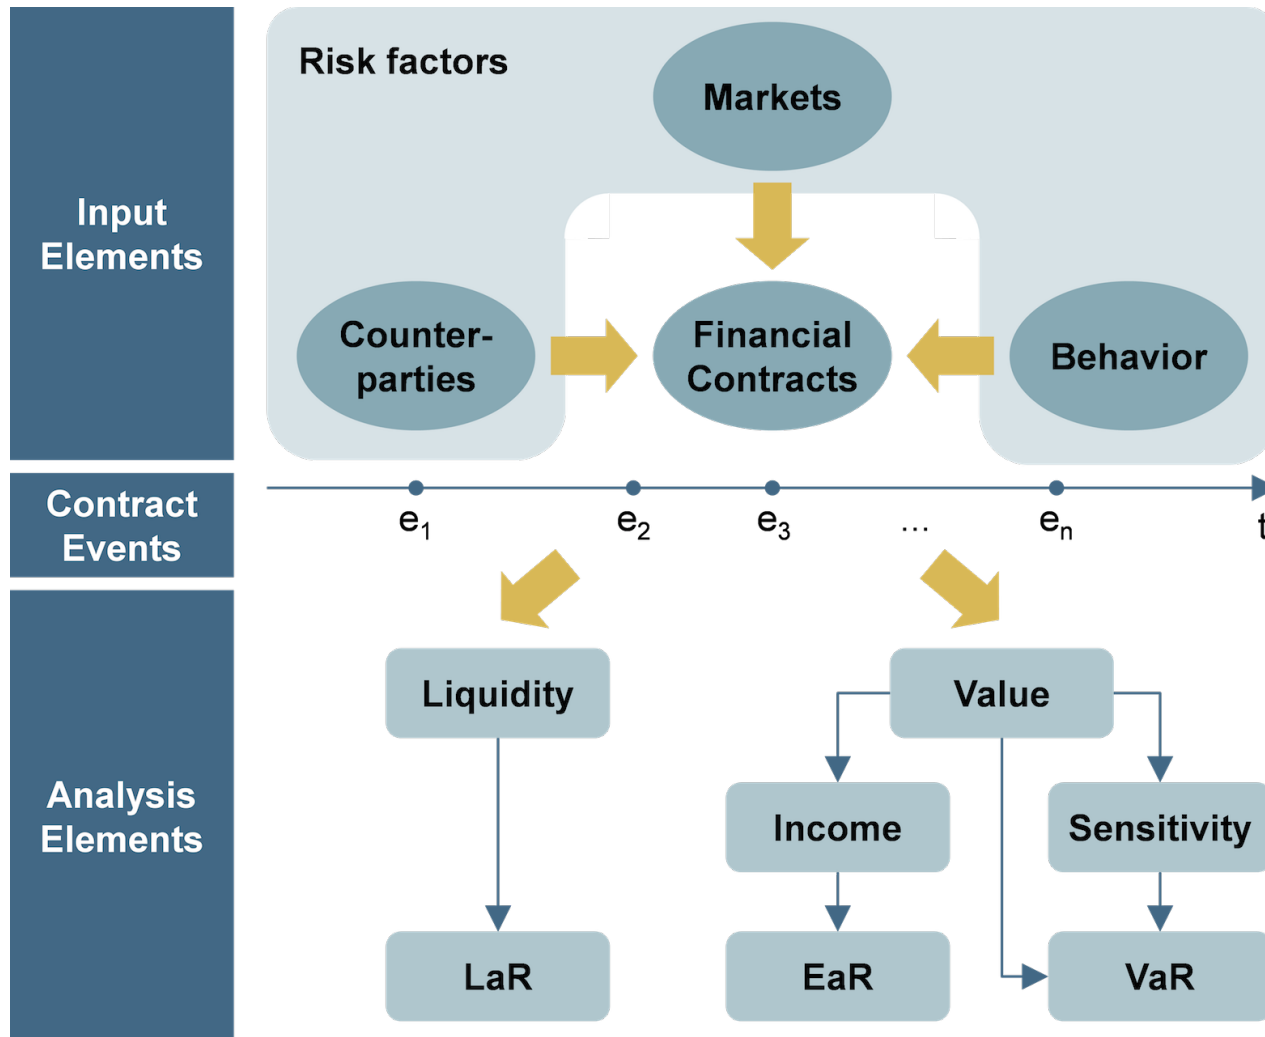 Input
Elements
Risk factors
Markets
Counter-
parties
Financial
Contracts
Behavior
Contract
Events
e1 e2 e3 ... en t
Analysis
Elements
Liquidity
Value
Income
Sensitivity
LaR
EaR
VaR